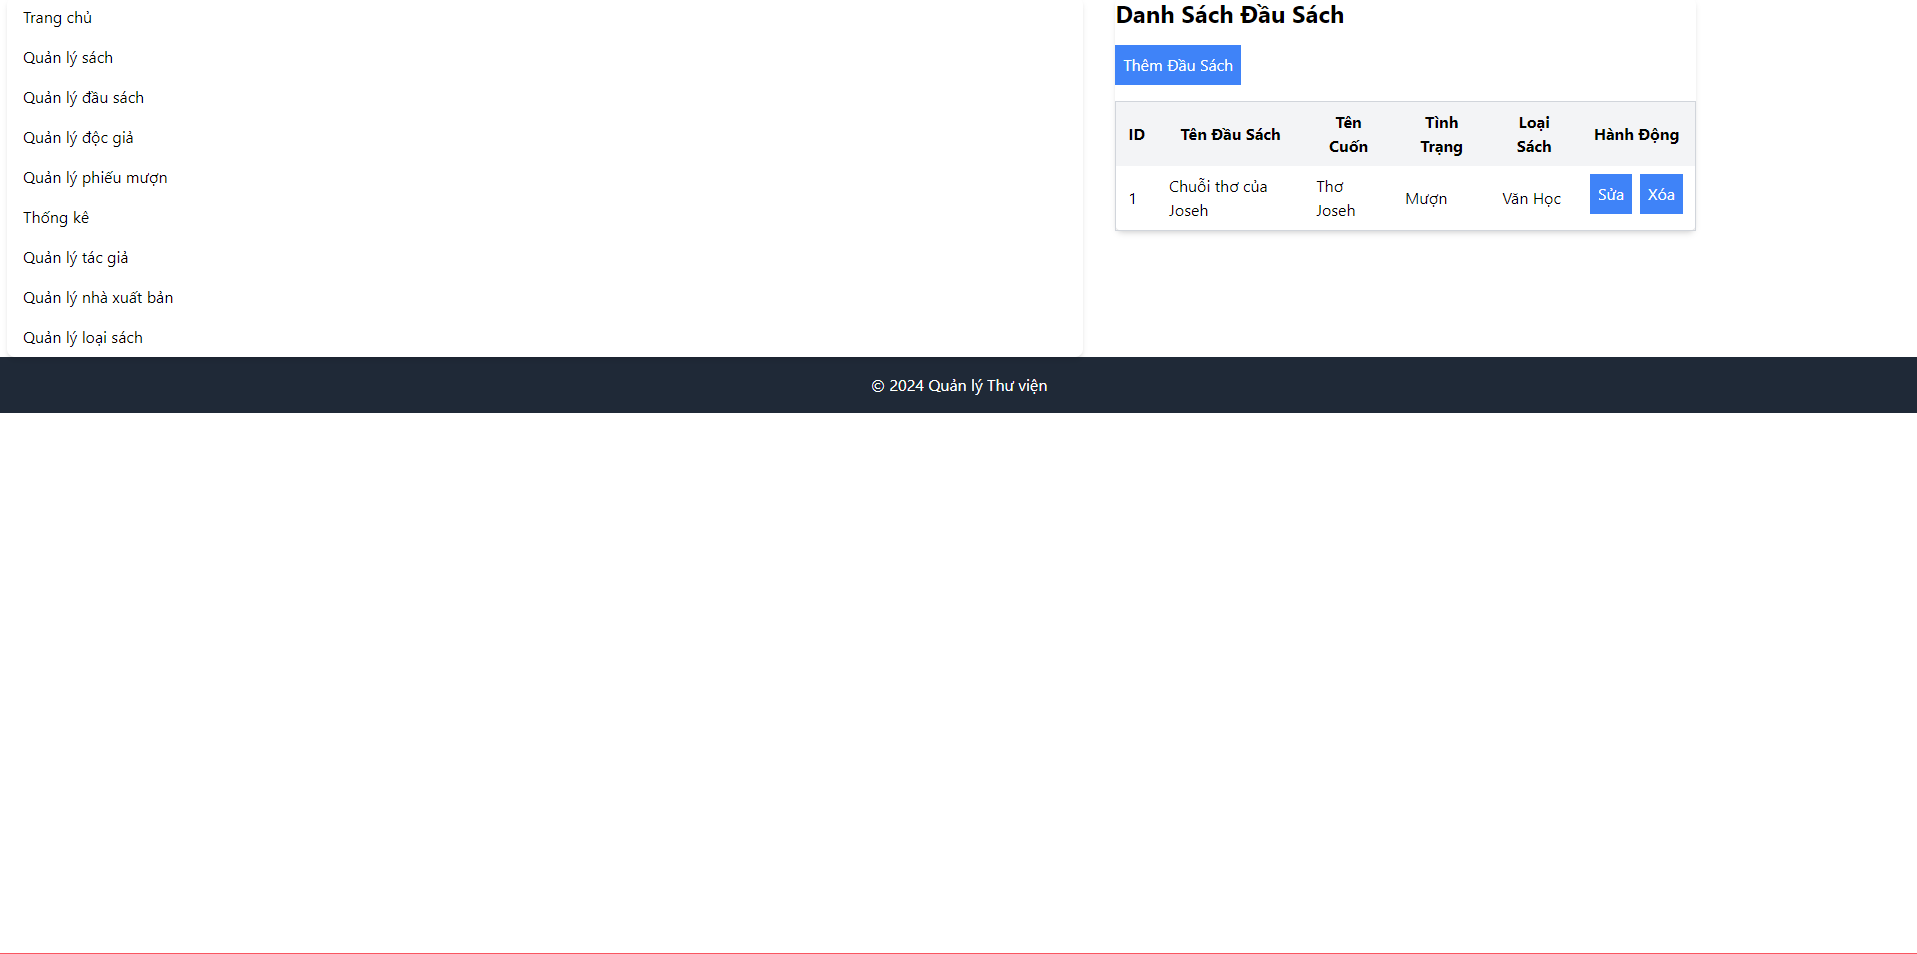 Trang chủ
Quản lý sách
Quản lý đầu sách
Quản lý độc giả
Quản lý phiếu mượn
Thống kê
Quản lý tác giả
Quản lý nhà xuất bản
Quản lý loại sách
Danh Sách Đầu Sách
Thêm Đầu Sách
ID
Tên Đầu Sách
Tên
Cuốn
Tình
Trạng
Loại
Sách
Hành Động
1
Chuỗi thơ của
Joseh
Thơ
Joseh
Mượn
Văn Học
Sửa
Xóa
© 2024 Quản lý Thư viện